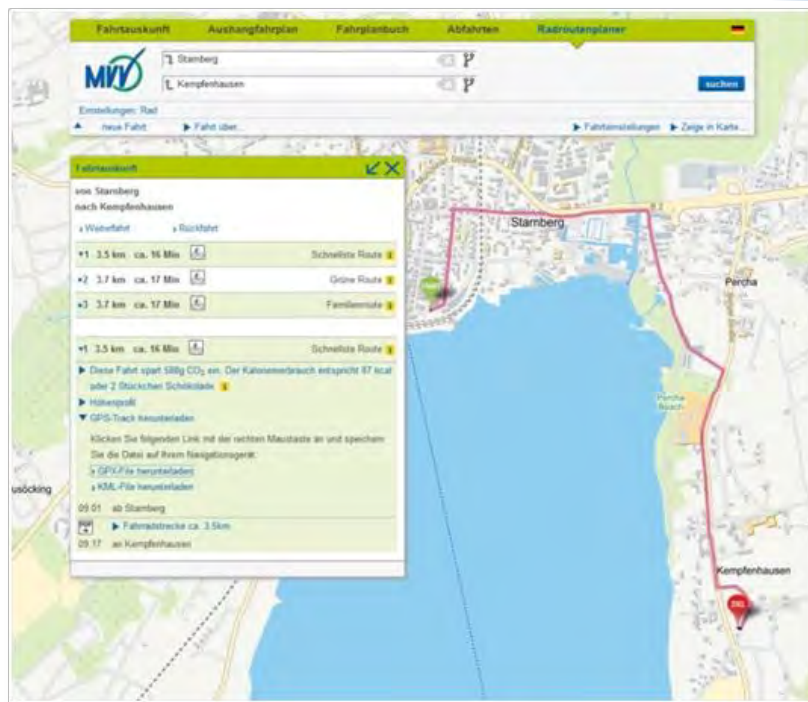 Fahrtauskunft Aushangfahrplan Fahrplanbuch Abfahrten Radroutenplaner
MVV
Starnberg
Kempfenhausen
suchen
Einstellungen: Rad
neue Fahrt Fahrt über... Fahrteinstellungen Zeige in Karte...
Fahrtauskunft
von Starnberg
nach Kempfenhausen
Weiterfahrt Rückfahrt
1 3.5 km ca. 16 Min Schnellste Route
2 3.7 km ca. 17 Min Grüne Route
3 3.7 km ca. 17 Min Familienroute
1 3.5 km ca. 16 Min Schnellste Route
Diese Fahrt spart 588g CO₂ ein. Der Kalorienverbrauch entspricht 87 kcal
oder 2 Stückchen Schokolade.
Höhenprofil
GPS-Track herunterladen
Klicken Sie folgenden Link mit der rechten Maustaste an und speichern
Sie die Datei auf Ihrem Navigationsgerät:
GPX-File herunterladen
KML-File herunterladen
09:01 ab Starnberg
Fahrradstrecke ca. 3.5km
09:17 an Kempfenhausen
Starnberg
B 2
Percha
Percha
usöcking
Kempfenhausen
ZIEL